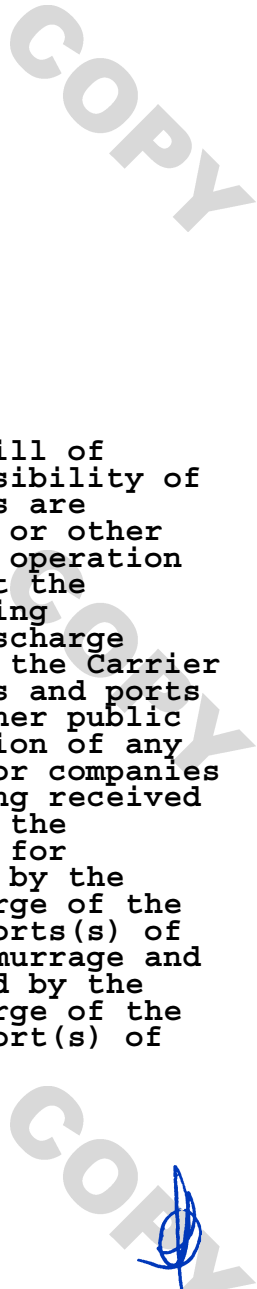 COPY
ill of
sibility of
s are
or other
operation
t the
ing
scharge
the Carrier
s and ports
her public
ion of any
or companies
ng received
the
for
by the
rge of the
orts(s) of
murrage and
d by the
rge of the
ort(s) of
COPY
COPY